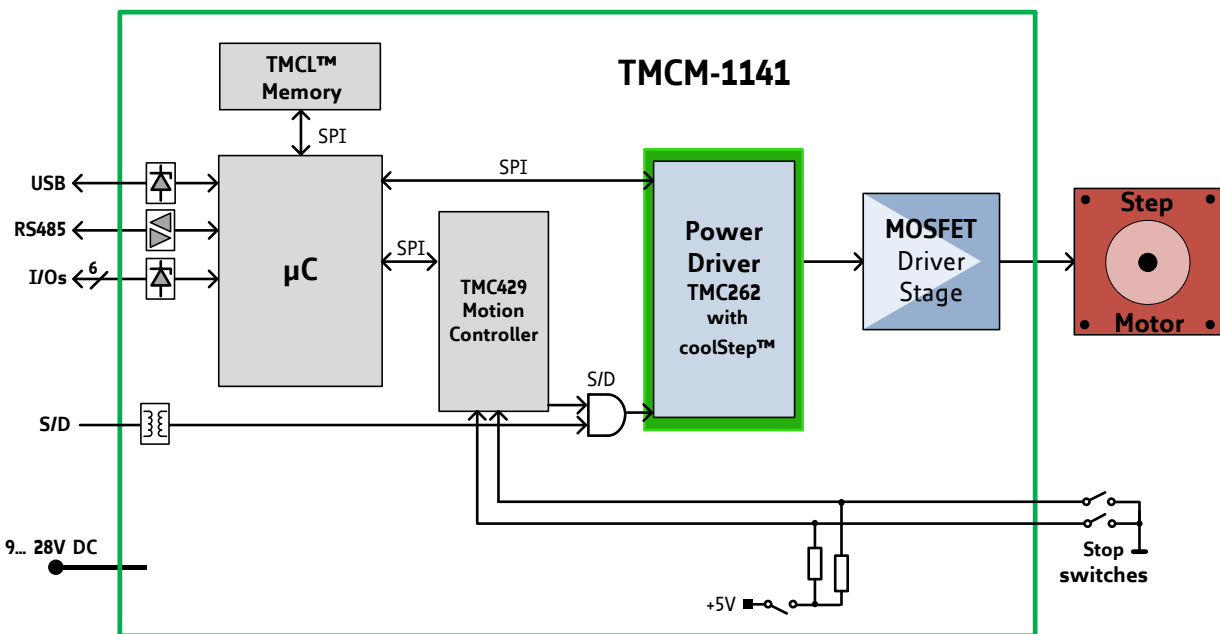 TMCM-1141
TMCL™
Memory
SPI
USB
RS485
I/Os
6
µC
SPI
SPI
TMC429
Motion
Controller
Power
Driver
TMC262
with
coolStep™
MOSFET
Driver
Stage
Step
Motor
S/D
S/D
9... 28V DC
+5V
Stop
switches